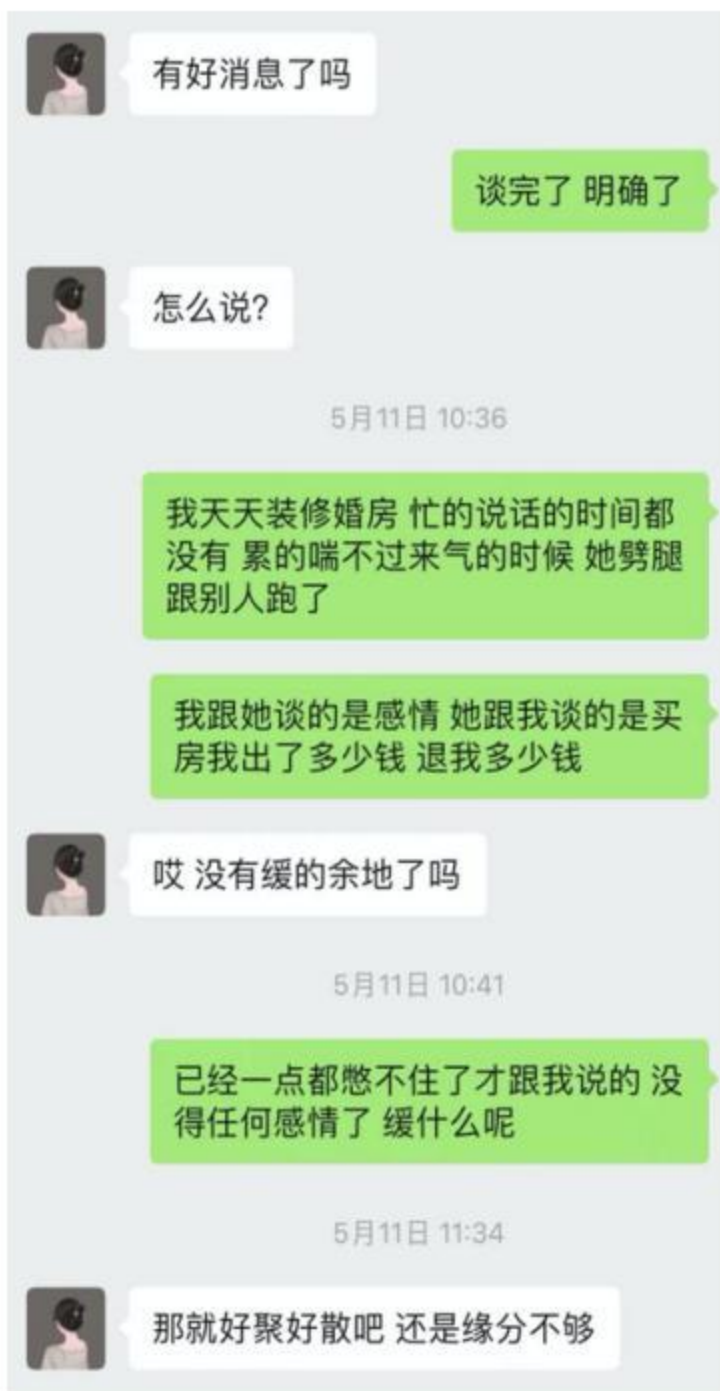 有好消息了吗
谈完了 明确了
怎么说?
5月11日 10:36
我天天装修婚房 忙的说话的时间都
没有 累的喘不过来气的时候 她劈腿
跟别人跑了
我跟她谈的是感情 她跟我谈的是买
房我出了多少钱 退我多少钱
哎 没有缓的余地了吗
5月11日 10:41
已经一点都憋不住了才跟我说的 没
得任何感情了 缓什么呢
5月11日 11:34
那就好聚好散吧 还是缘分不够